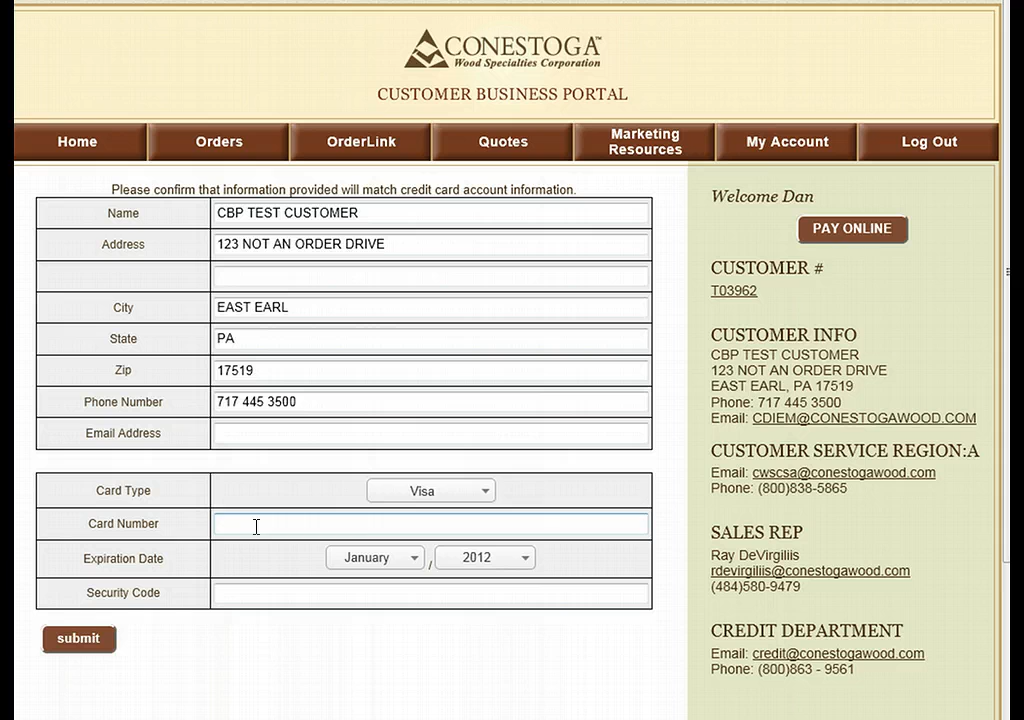 CONESTOGA™
Wood Specialties Corporation
CUSTOMER BUSINESS PORTAL
Home Orders OrderLink Quotes Marketing Resources My Account Log Out
Please confirm that information provided will match credit card account information.
Name CBP TEST CUSTOMER
Address 123 NOT AN ORDER DRIVE
City EAST EARL
State PA
Zip 17519
Phone Number 717 445 3500
Email Address
Card Type Visa
Card Number
Expiration Date January / 2012
Security Code
submit
Welcome Dan
PAY ONLINE
CUSTOMER #
T03962
CUSTOMER INFO
CBP TEST CUSTOMER
123 NOT AN ORDER DRIVE
EAST EARL, PA 17519
Phone: 717 445 3500
Email: CDIEM@CONESTOGAWOOD.COM
CUSTOMER SERVICE REGION:A
Email: cwscsa@conestogawood.com
Phone: (800)838-5865
SALES REP
Ray DeVirgiliis
rdevirgiliis@conestogawood.com
(484)580-9479
CREDIT DEPARTMENT
Email: credit@conestogawood.com
Phone: (800)863 - 9561